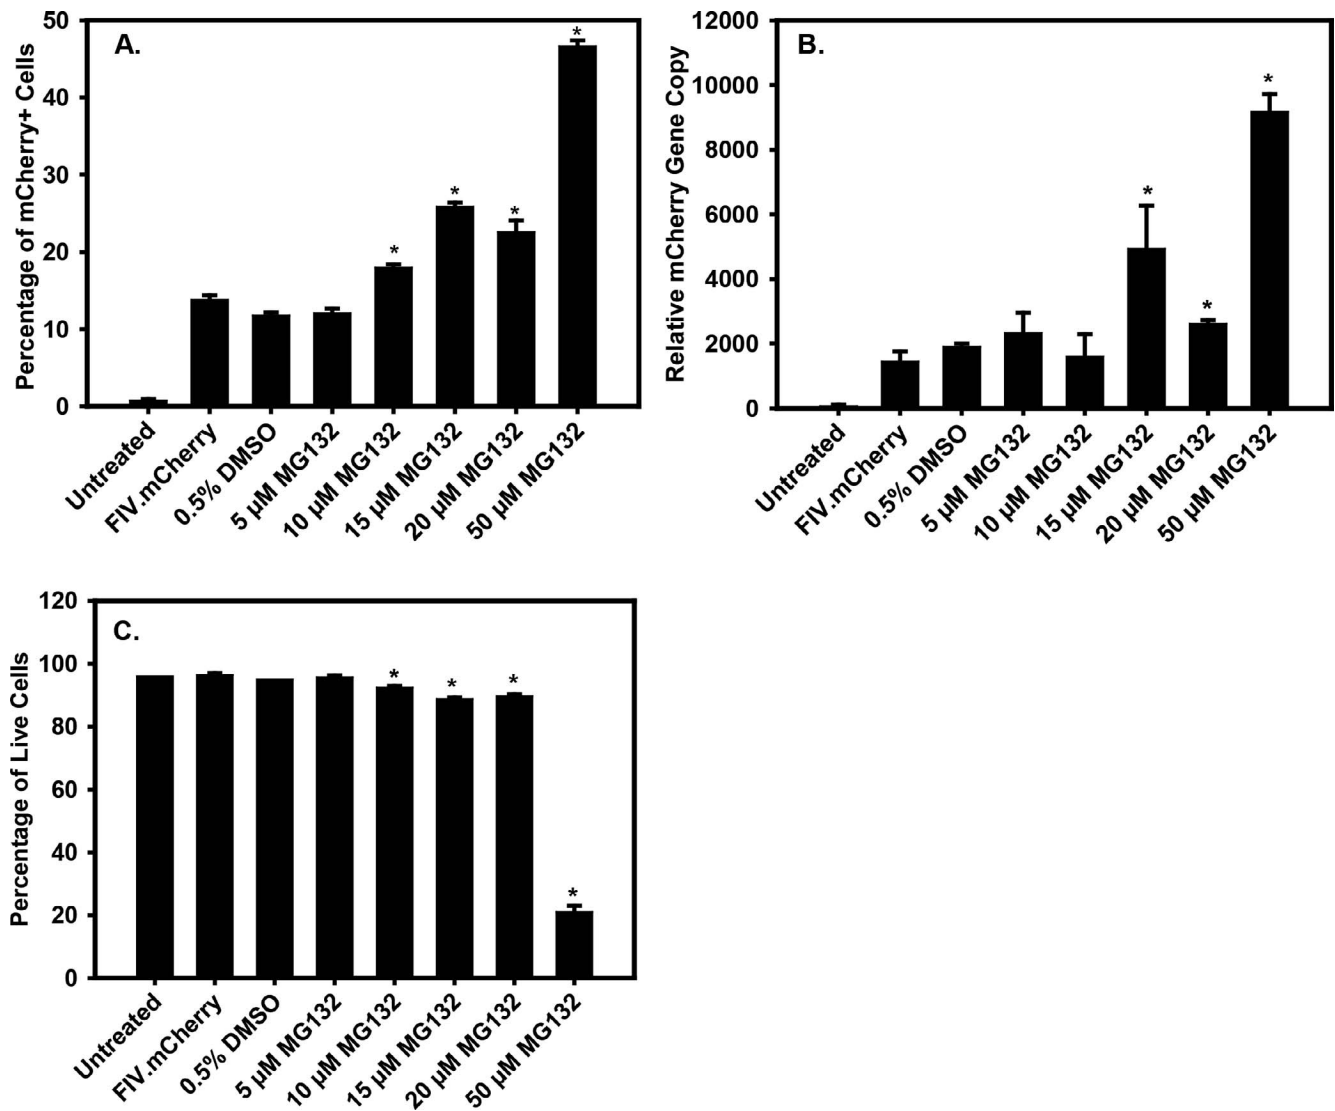 A.
Percentage of mCherry+ Cells
50
40
30
20
10
0
*
*
*
*
Untreated
FIV.mCherry
0.5% DMSO
5 µM MG132
10 µM MG132
15 µM MG132
20 µM MG132
50 µM MG132
B.
Relative mCherry Gene Copy
12000
10000
8000
6000
4000
2000
0
*
*
*
Untreated
FIV.mCherry
0.5% DMSO
5 µM MG132
10 µM MG132
15 µM MG132
20 µM MG132
50 µM MG132
C.
Percentage of Live Cells
120
100
80
60
40
20
0
*
*
*
*
Untreated
FIV.mCherry
0.5% DMSO
5 µM MG132
10 µM MG132
15 µM MG132
20 µM MG132
50 µM MG132